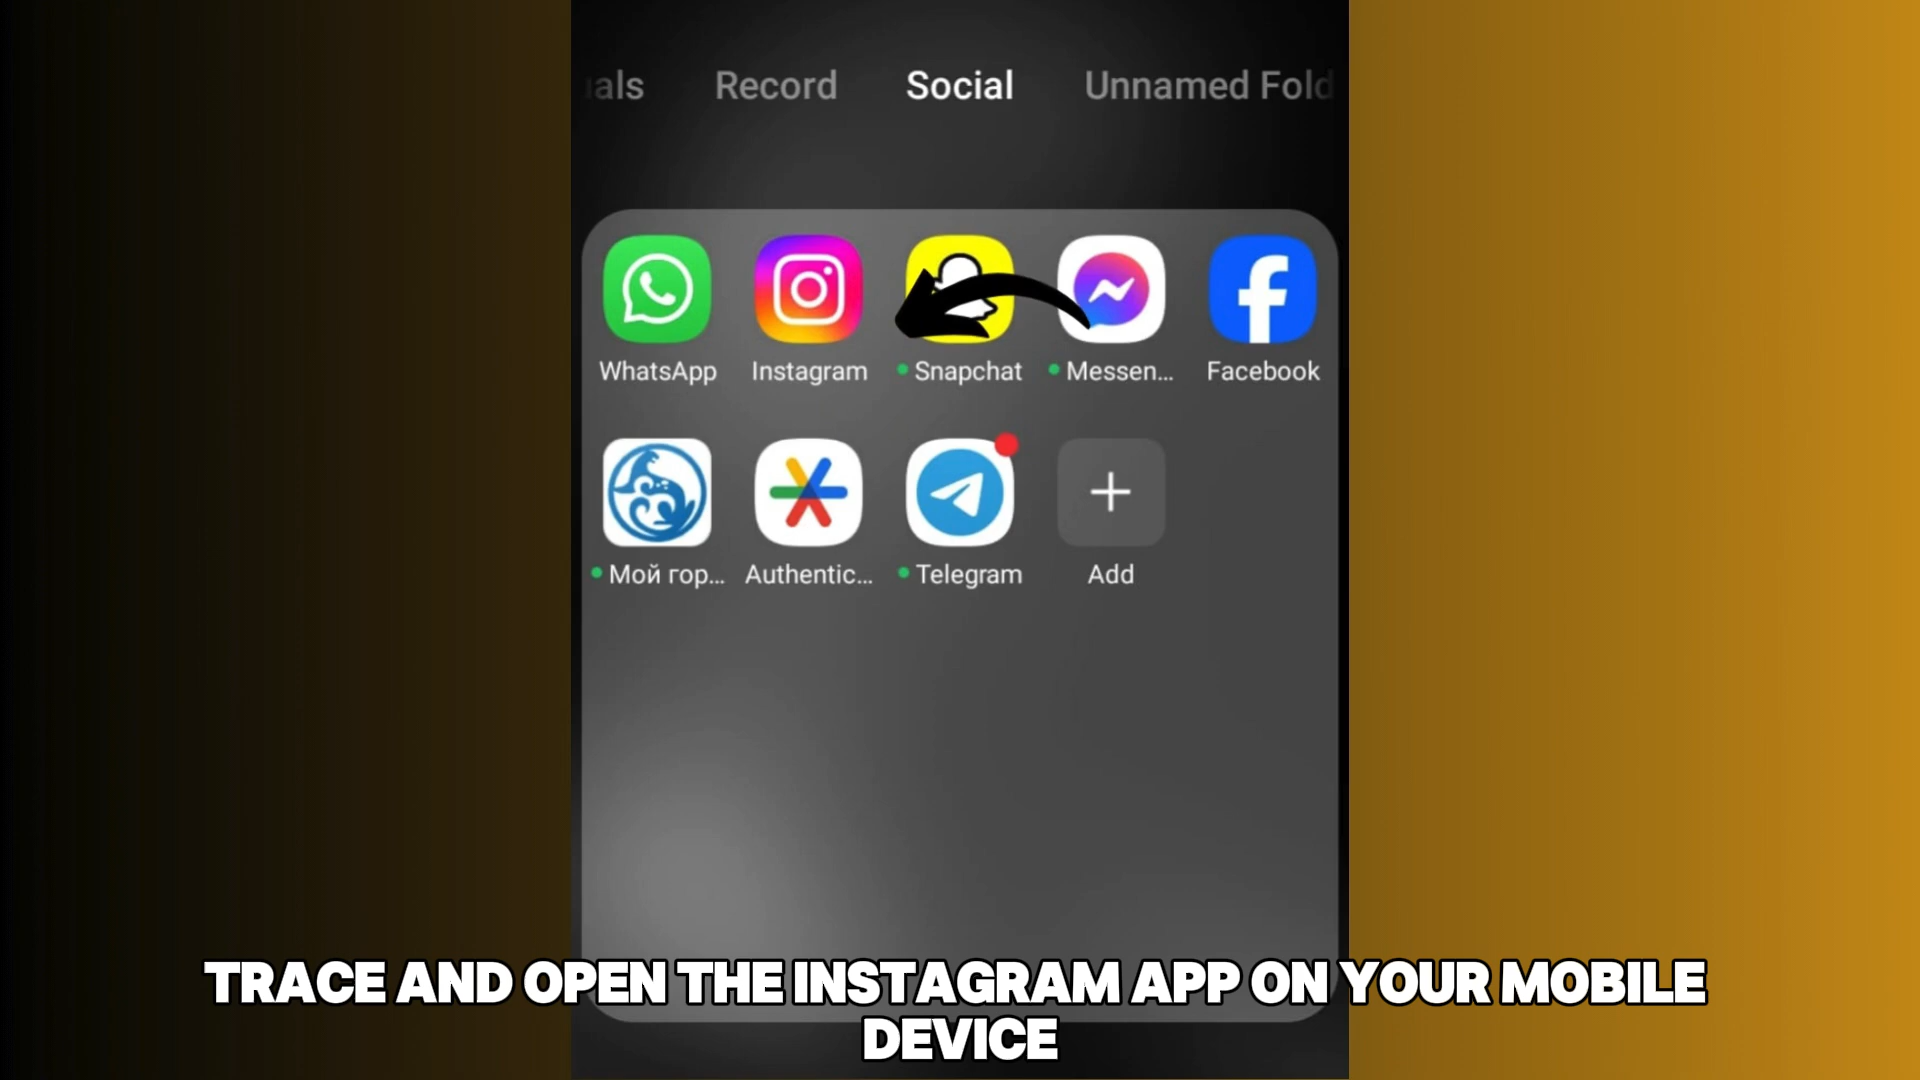 als Record Social Unnamed Fold
WhatsApp Instagram Snapchat Messen... Facebook
Мой гор... Authentic... Telegram Add
TRACE AND OPEN THE INSTAGRAM APP ON YOUR MOBILE
DEVICE